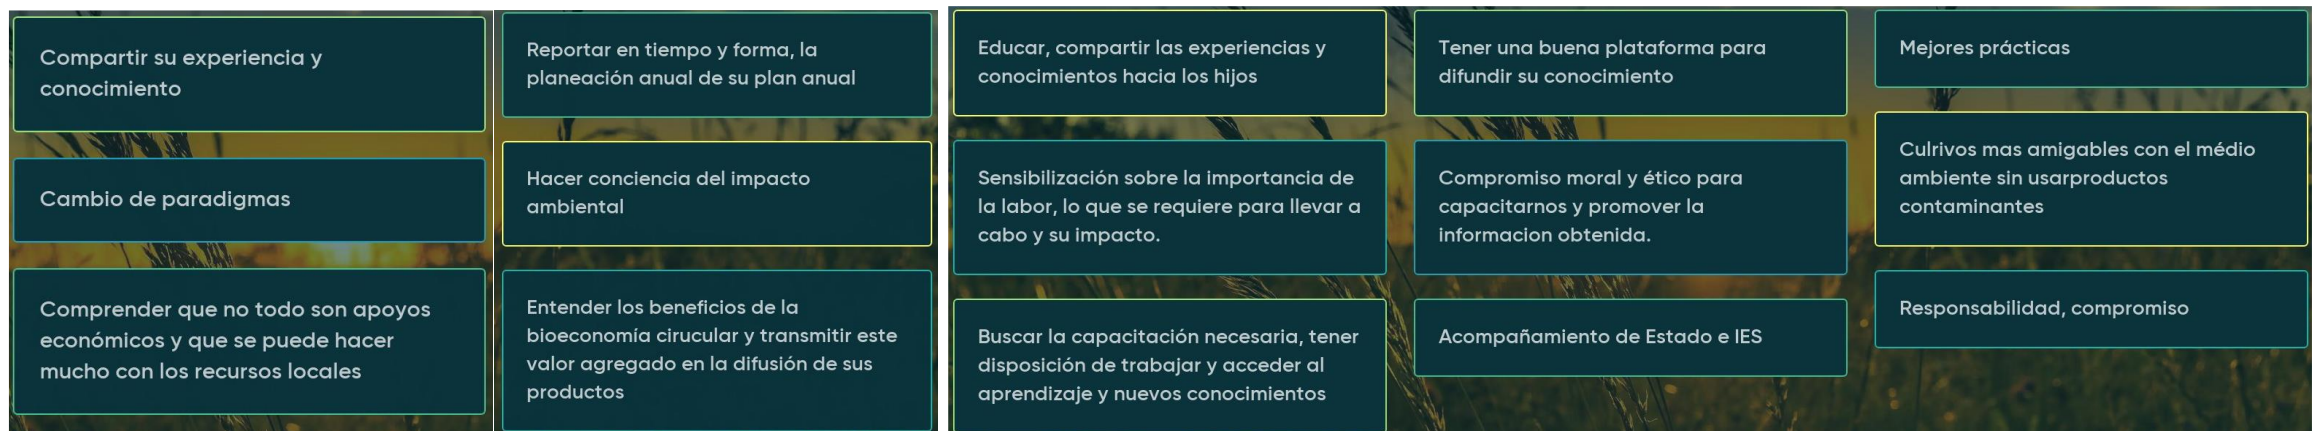 Compartir su experiencia y
conocimiento
Cambio de paradigmas
Comprender que no todo son apoyos
económicos y que se puede hacer
mucho con los recursos locales
Reportar en tiempo y forma, la
planeación anual de su plan anual
Hacer conciencia del impacto
ambiental
Entender los beneficios de la
bioeconomía cirucular y transmitir este
valor agregado en la difusión de sus
productos
Educar, compartir las experiencias y
conocimientos hacia los hijos
Sensibilización sobre la importancia de
la labor, lo que se requiere para llevar a
cabo y su impacto.
Buscar la capacitación necesaria, tener
disposición de trabajar y acceder al
aprendizaje y nuevos conocimientos
Tener una buena plataforma para
difundir su conocimiento
Compromiso moral y ético para
capacitarnos y promover la
informacion obtenida.
Acompañamiento de Estado e IES
Mejores prácticas
Culrivos mas amigables con el médio
ambiente sin usarproductos
contaminantes
Responsabilidad, compromiso